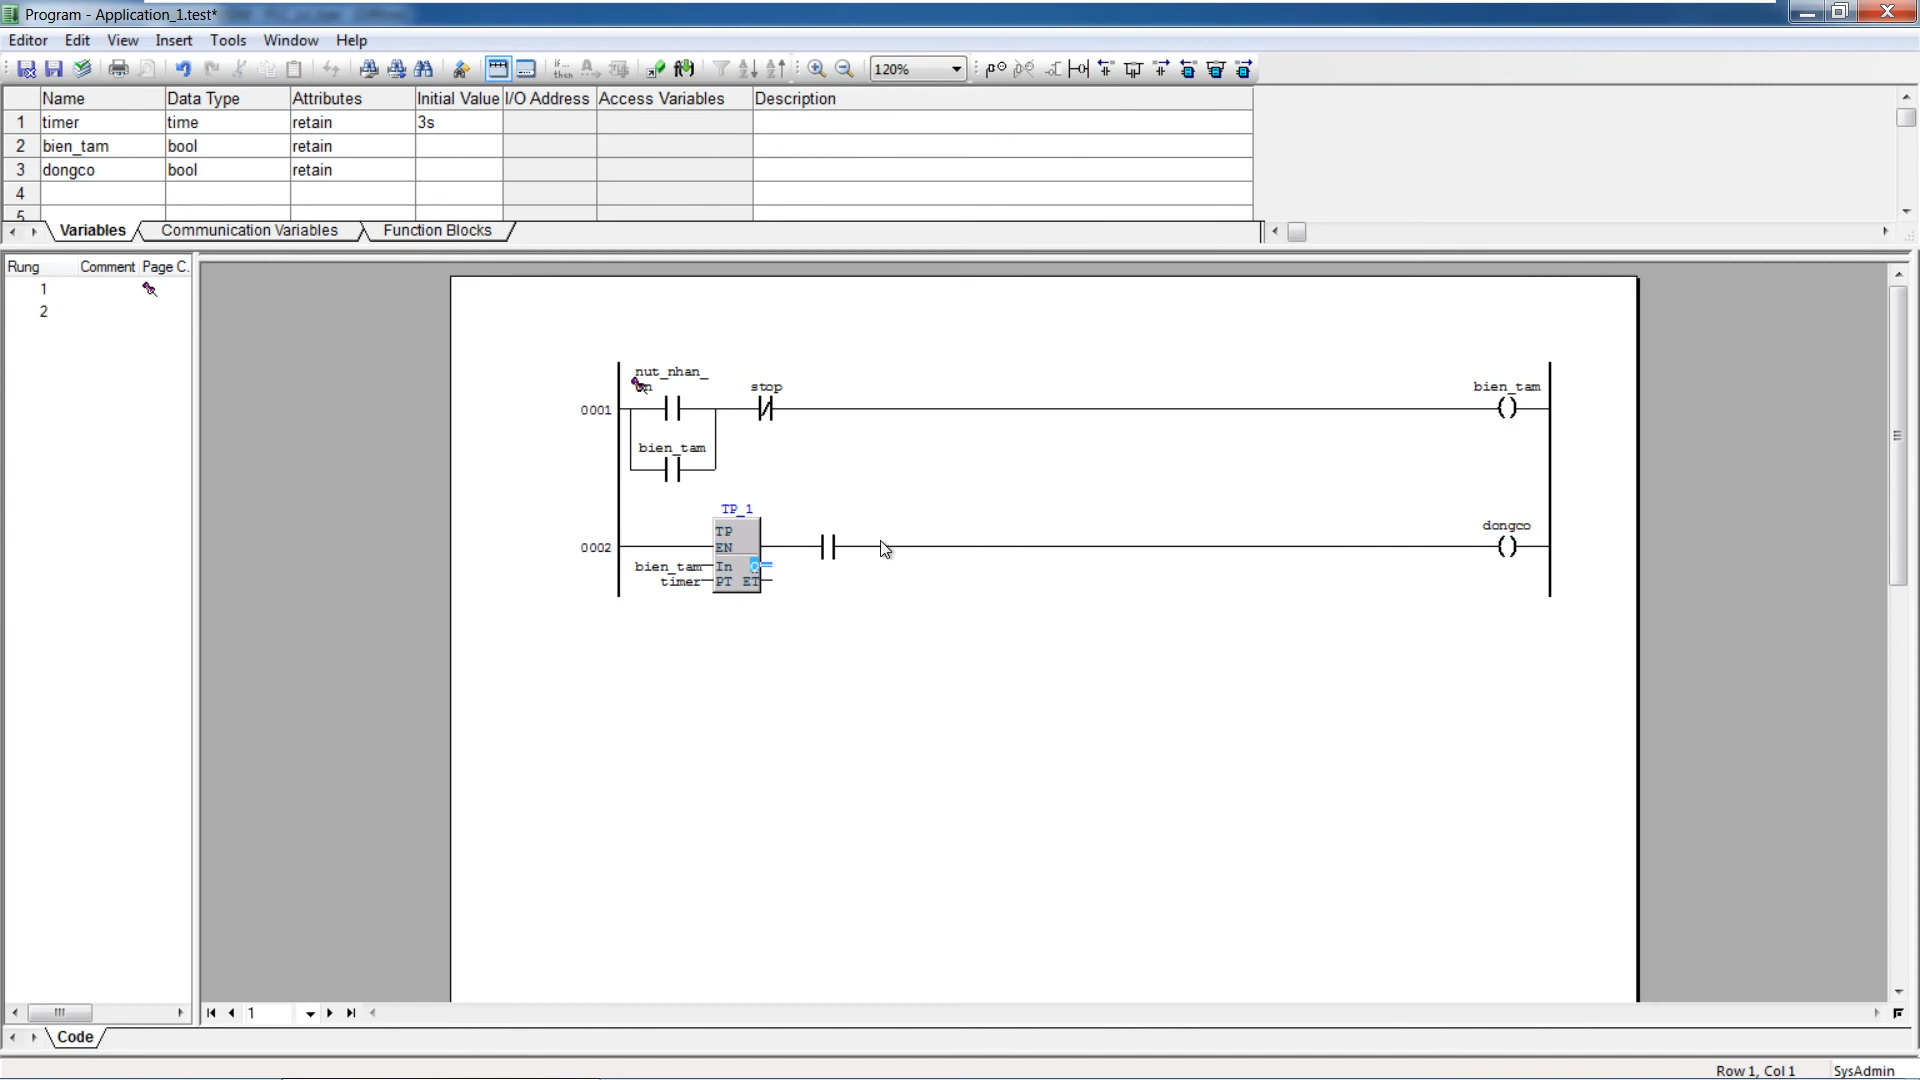 Program - Application_1.test*
Editor Edit View Insert Tools Window Help
120%
Name Data Type Attributes Initial Value I/O Address Access Variables Description
1 timer time retain 3s
2 bien_tam bool retain
3 dongco bool retain
4
5
Variables Communication Variables Function Blocks
Rung Comment Page C.
1
2
nut_nhan_
stop
bien_tam
0001
bien_tam
TP_1
TP
dongco
0002
EN
bien_tam In Q
timer PT ET
1
Code
Row 1, Col 1 SysAdmin